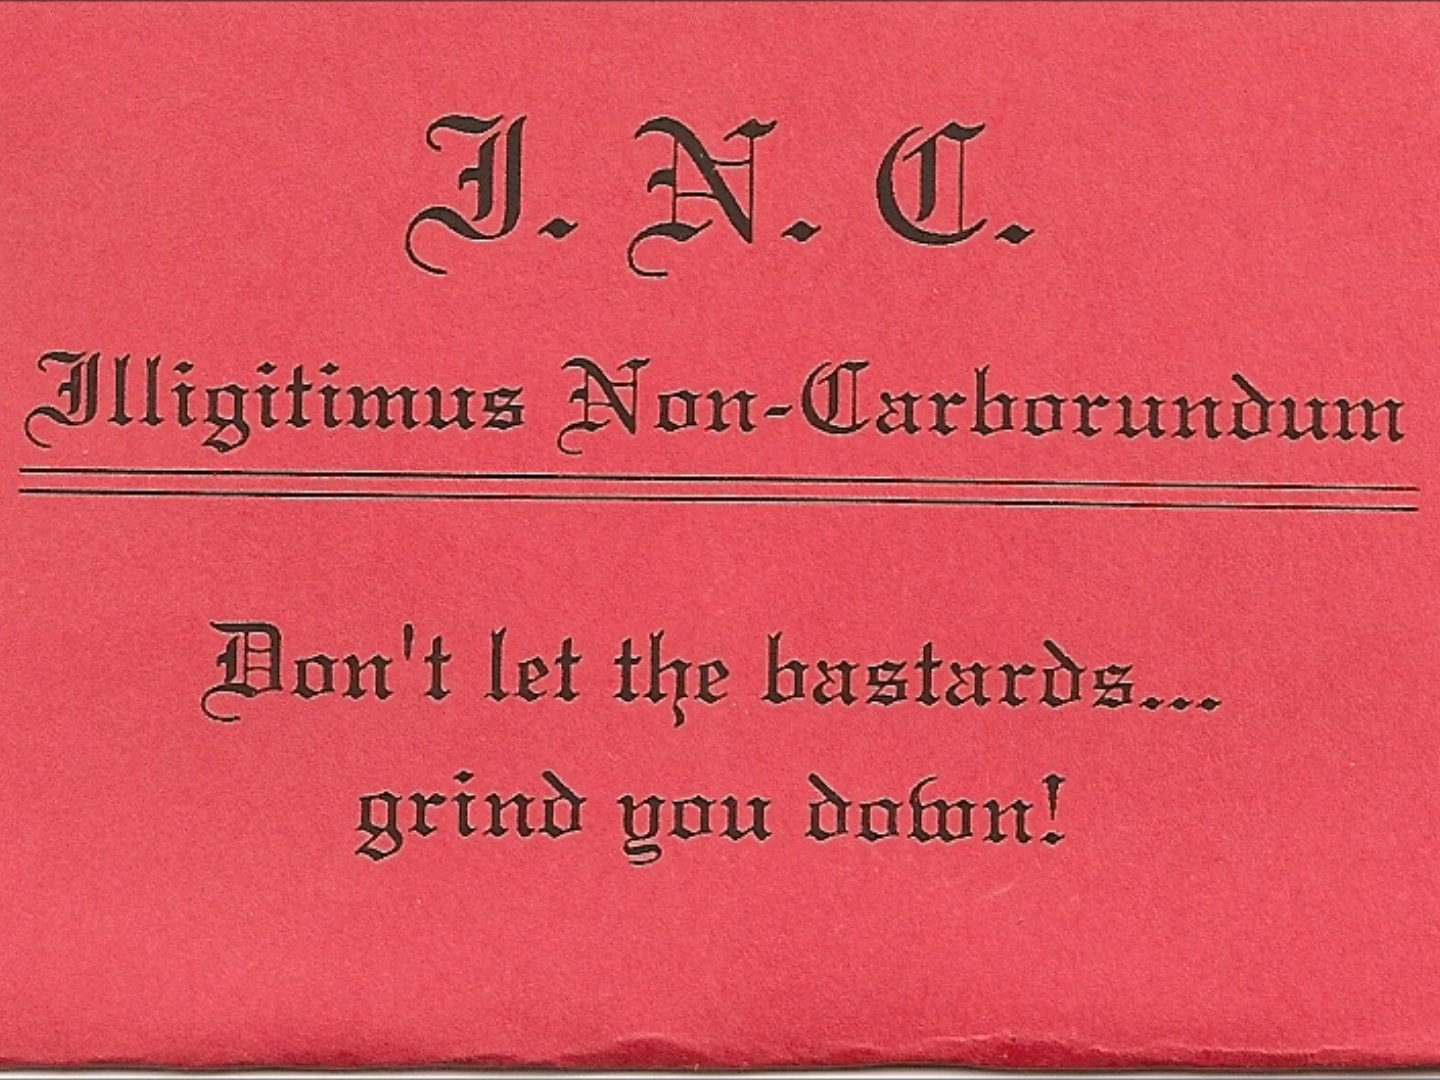 I. N. C.
Illigitimus Non-Carborundum
Don't let the bastards...
grind you down!